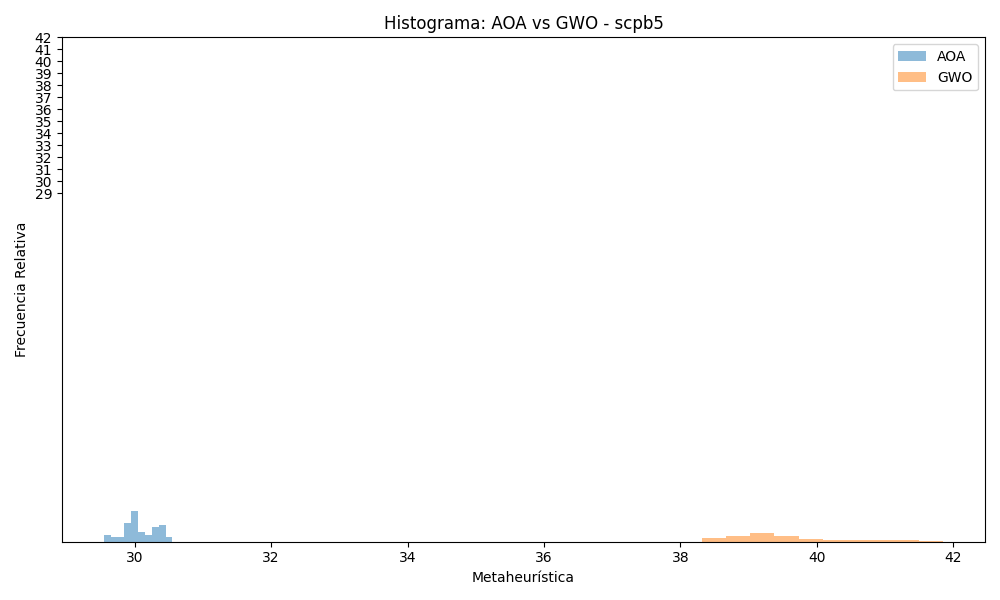 Histograma: AOA vs GWO - scpb5
AOA
GWO
42
41
40
39
38
37
36
35
34
33
32
31
30
29
Frecuencia Relativa
30 32 34 36 38 40 42
Metaheurística